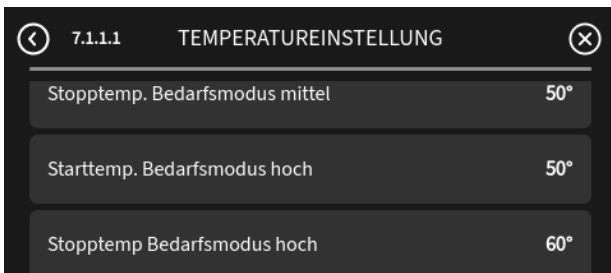 7.1.1.1 TEMPERATUREINSTELLUNG
Stopptemp. Bedarfsmodus mittel 50°
Starttemp. Bedarfsmodus hoch 50°
Stopptemp Bedarfsmodus hoch 60°